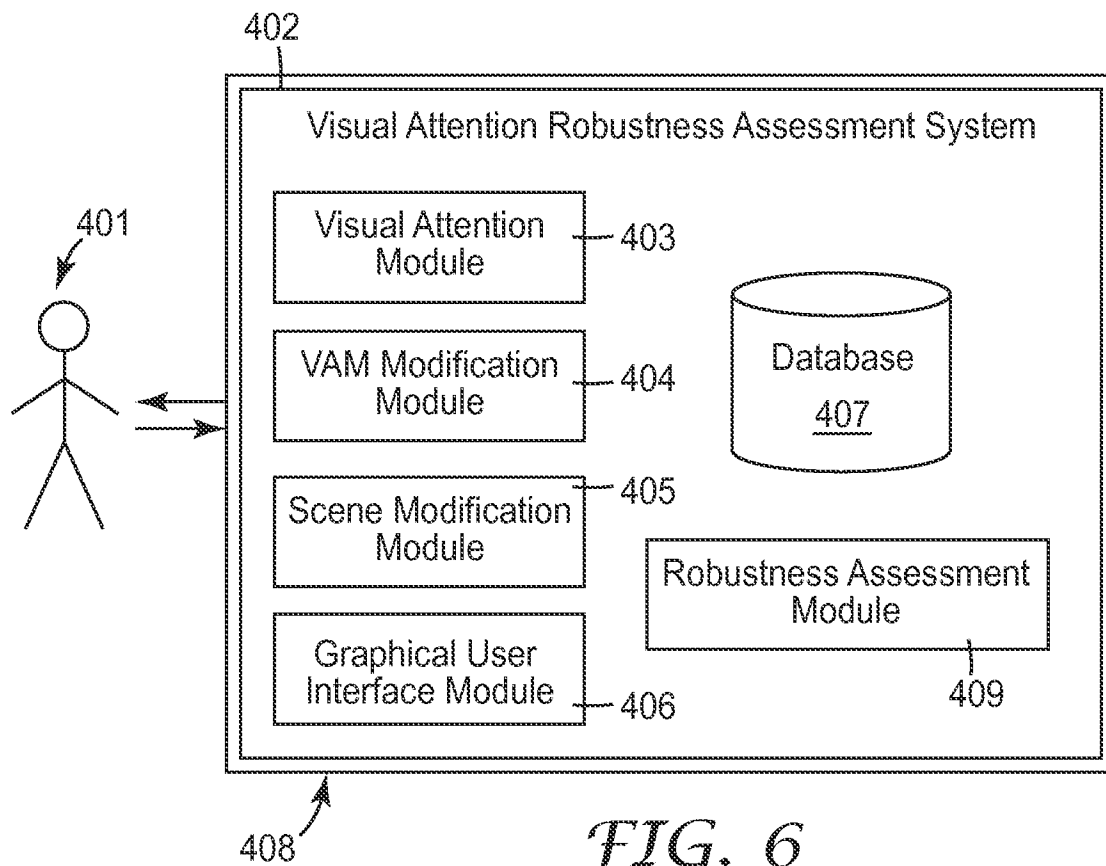 402
Visual Attention Robustness Assessment System
401
Visual Attention
Module
403
VAM Modification
Module
404
Database
407
Scene Modification
Module
405
Robustness Assessment
Module
409
Graphical User
Interface Module
406
408
FIG. 6